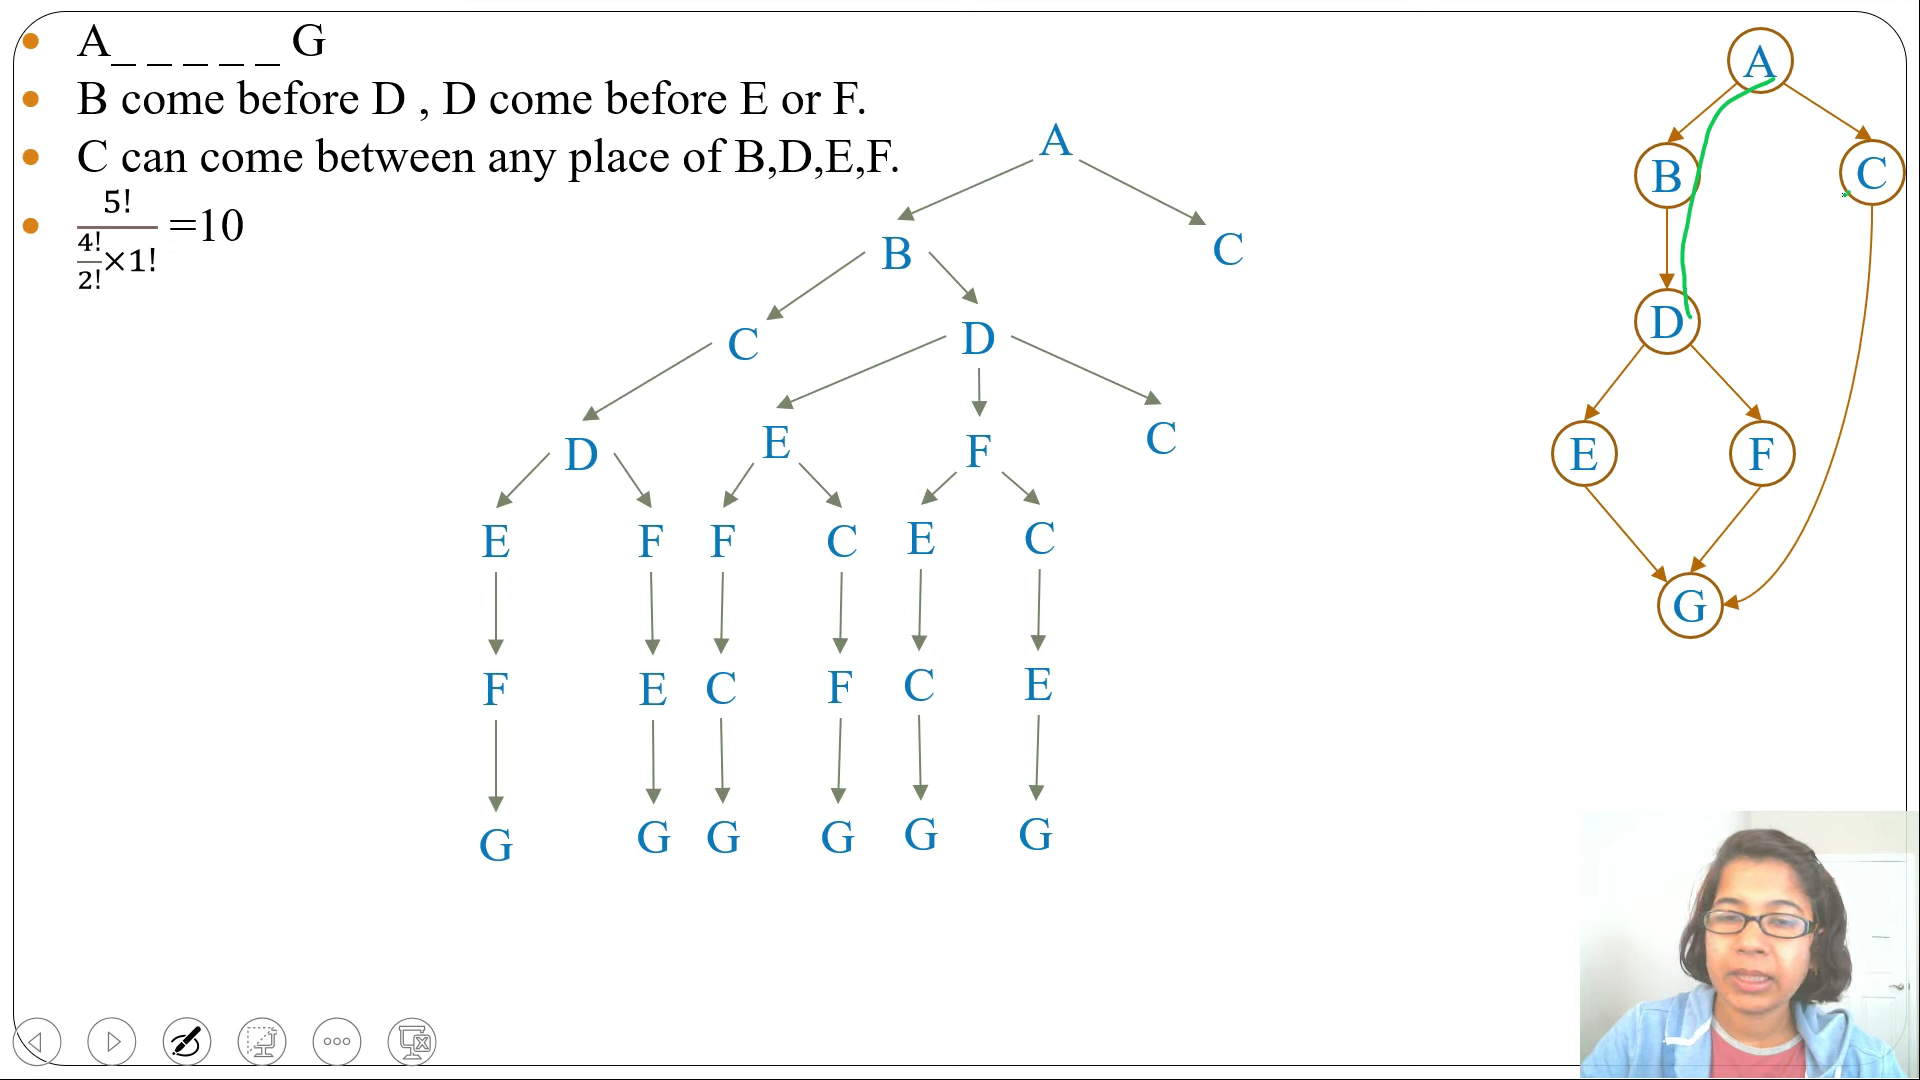 A_ _ _ _ _ G
B come before D , D come before E or F.
C can come between any place of B,D,E,F.
5!
4!
2!
×1!
=10
A
B
C
C
D
D
E
F
C
E
F
F
C
E
C
F
E
C
F
C
E
G
G
G
G
G
G
A
B
C
D
E
F
G